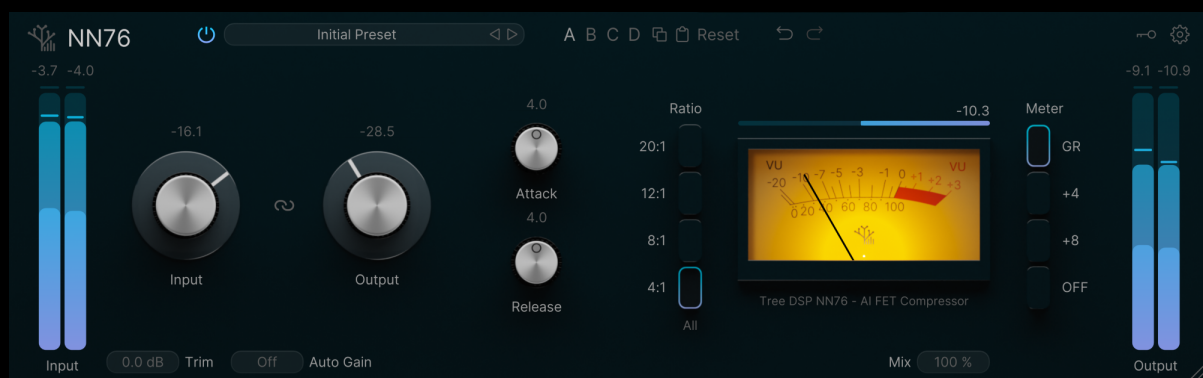 NN76
Initial Preset
A B C D Reset
-3.7 -4.0
-9.1 -10.9
-16.1
-28.5
4.0
Attack
4.0
Release
Input
Output
Ratio
20:1
12:1
8:1
4:1
All
-10.3
VU VU
-20 -10 -7 -5 -3 -1 0 +1 +2 +3
0 20 40 60 80 100
Tree DSP NN76 - AI FET Compressor
Meter
GR
+4
+8
OFF
Input
0.0 dB Trim Off Auto Gain
Mix 100 %
Output